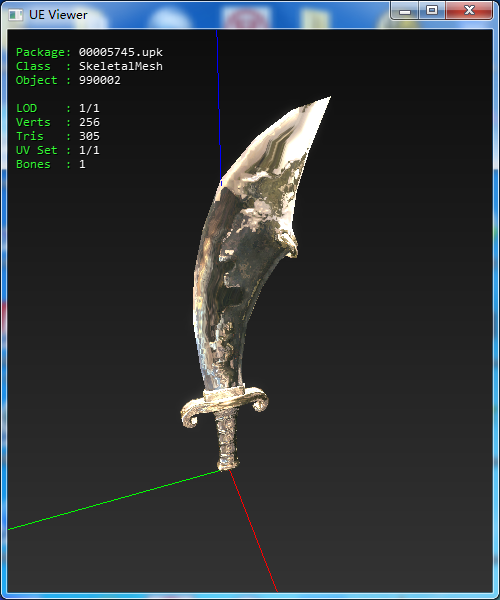 UE Viewer
Package: 00005745.upk
Class : SkeletalMesh
Object : 990002
LOD : 1/1
Verts : 256
Tris : 305
UV Set : 1/1
Bones : 1